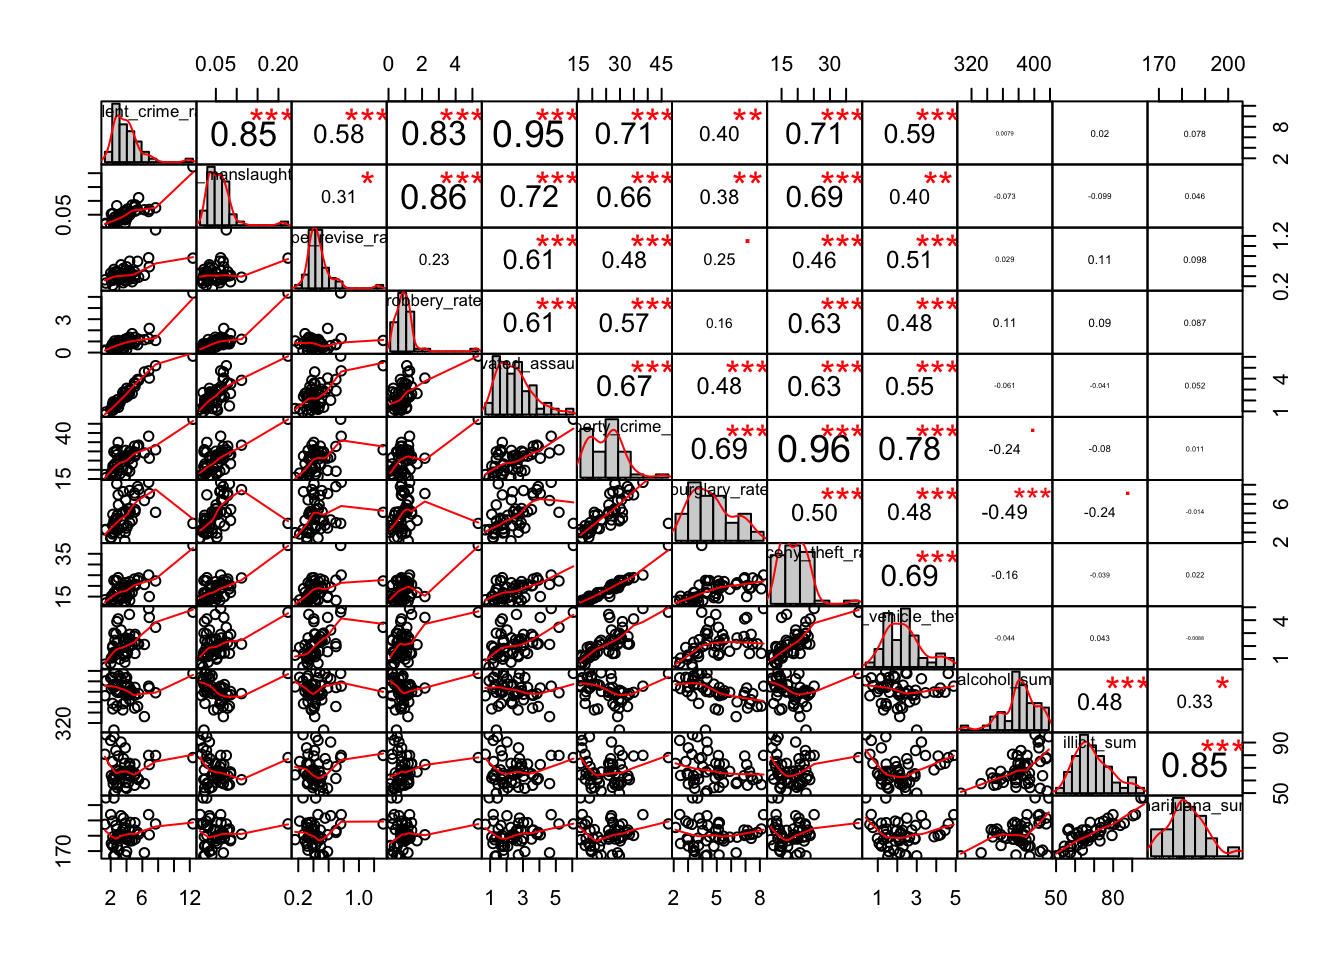 0.05 0.20 0 2 4 15 30 45 15 30 320 400 170 200
lent_crime_ra 0.85 *** 0.58 *** 0.83 *** 0.95 *** 0.71 *** 0.40 ** 0.71 *** 0.59 *** 0.0079 0.02 0.078 2 8
0.05 manslaught 0.31 * 0.86 *** 0.72 *** 0.66 *** 0.38 ** 0.69 *** 0.40 ** -0.073 -0.099 0.046
be_revise_ra 0.23 0.61 *** 0.48 *** 0.25 . 0.46 *** 0.51 *** 0.029 0.11 0.098 0.2 1.2
0 3 robbery_rate 0.61 *** 0.57 *** 0.16 0.63 *** 0.48 *** 0.11 0.09 0.087
vated_assau 0.67 *** 0.48 *** 0.63 *** 0.55 *** -0.061 -0.041 0.052 1 4
15 40 erty_crime_ 0.69 *** 0.96 *** 0.78 *** -0.24 . -0.08 0.011
burglary_rate 0.50 *** 0.48 *** -0.49 *** -0.24 . -0.014 2 6
15 35 ceny_theft_ra 0.69 *** -0.16 -0.039 0.022
_vehicle_thef -0.044 0.043 -0.0088 1 4
320 alcohol_sum 0.48 *** 0.33 *
illicit_sum 0.85 *** 50 90
170 narijuana_sur
2 6 12 0.2 1.0 1 3 5 2 5 8 1 3 5 50 80